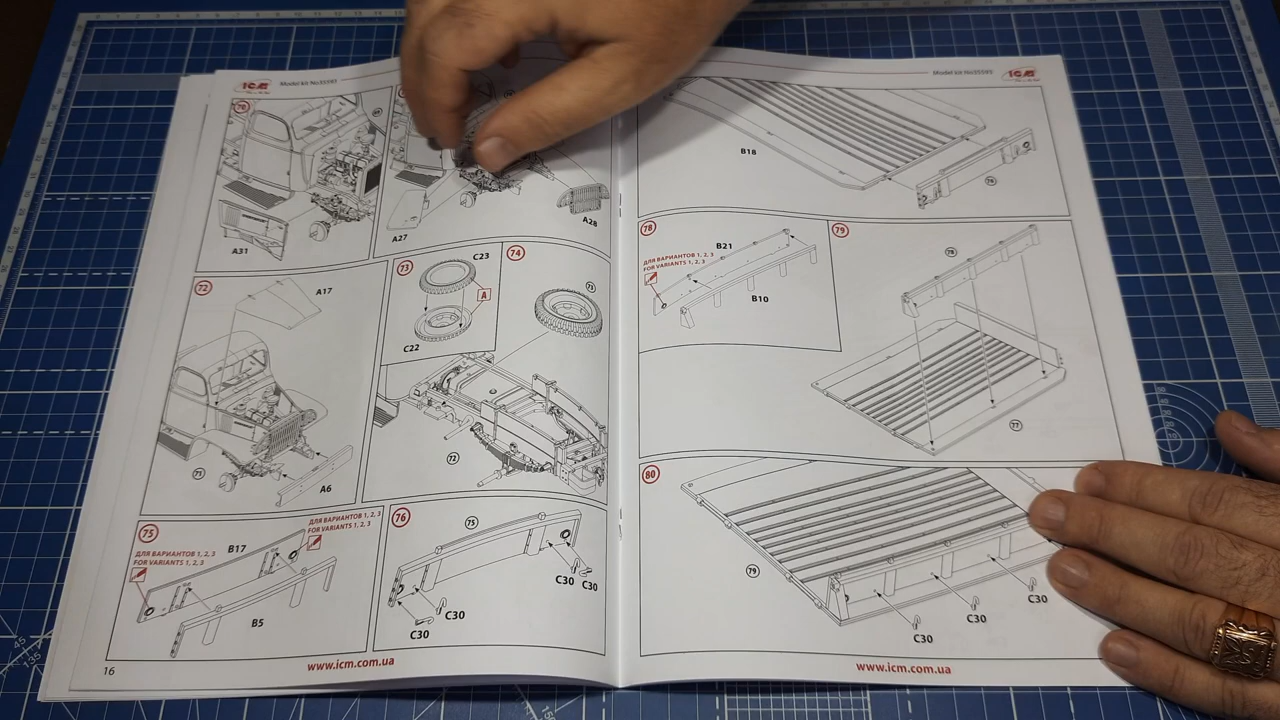 ICM
Model kit No35593
70
A31
A27
A28
72
A17
71
A6
73
C23
A
C22
74
73
72
75
ДЛЯ ВАРИАНТОВ 1, 2, 3
FOR VARIANTS 1, 2, 3
ДЛЯ ВАРИАНТОВ 1, 2, 3
FOR VARIANTS 1, 2, 3
B17
B5
76
75
C30
C30
C30
C30
16
www.icm.com.ua
Model kit No35593
ICM
B18
76
78
B21
ДЛЯ ВАРИАНТОВ 1, 2, 3
FOR VARIANTS 1, 2, 3
B10
79
78
77
80
79
C30
C30
C30
www.icm.com.ua